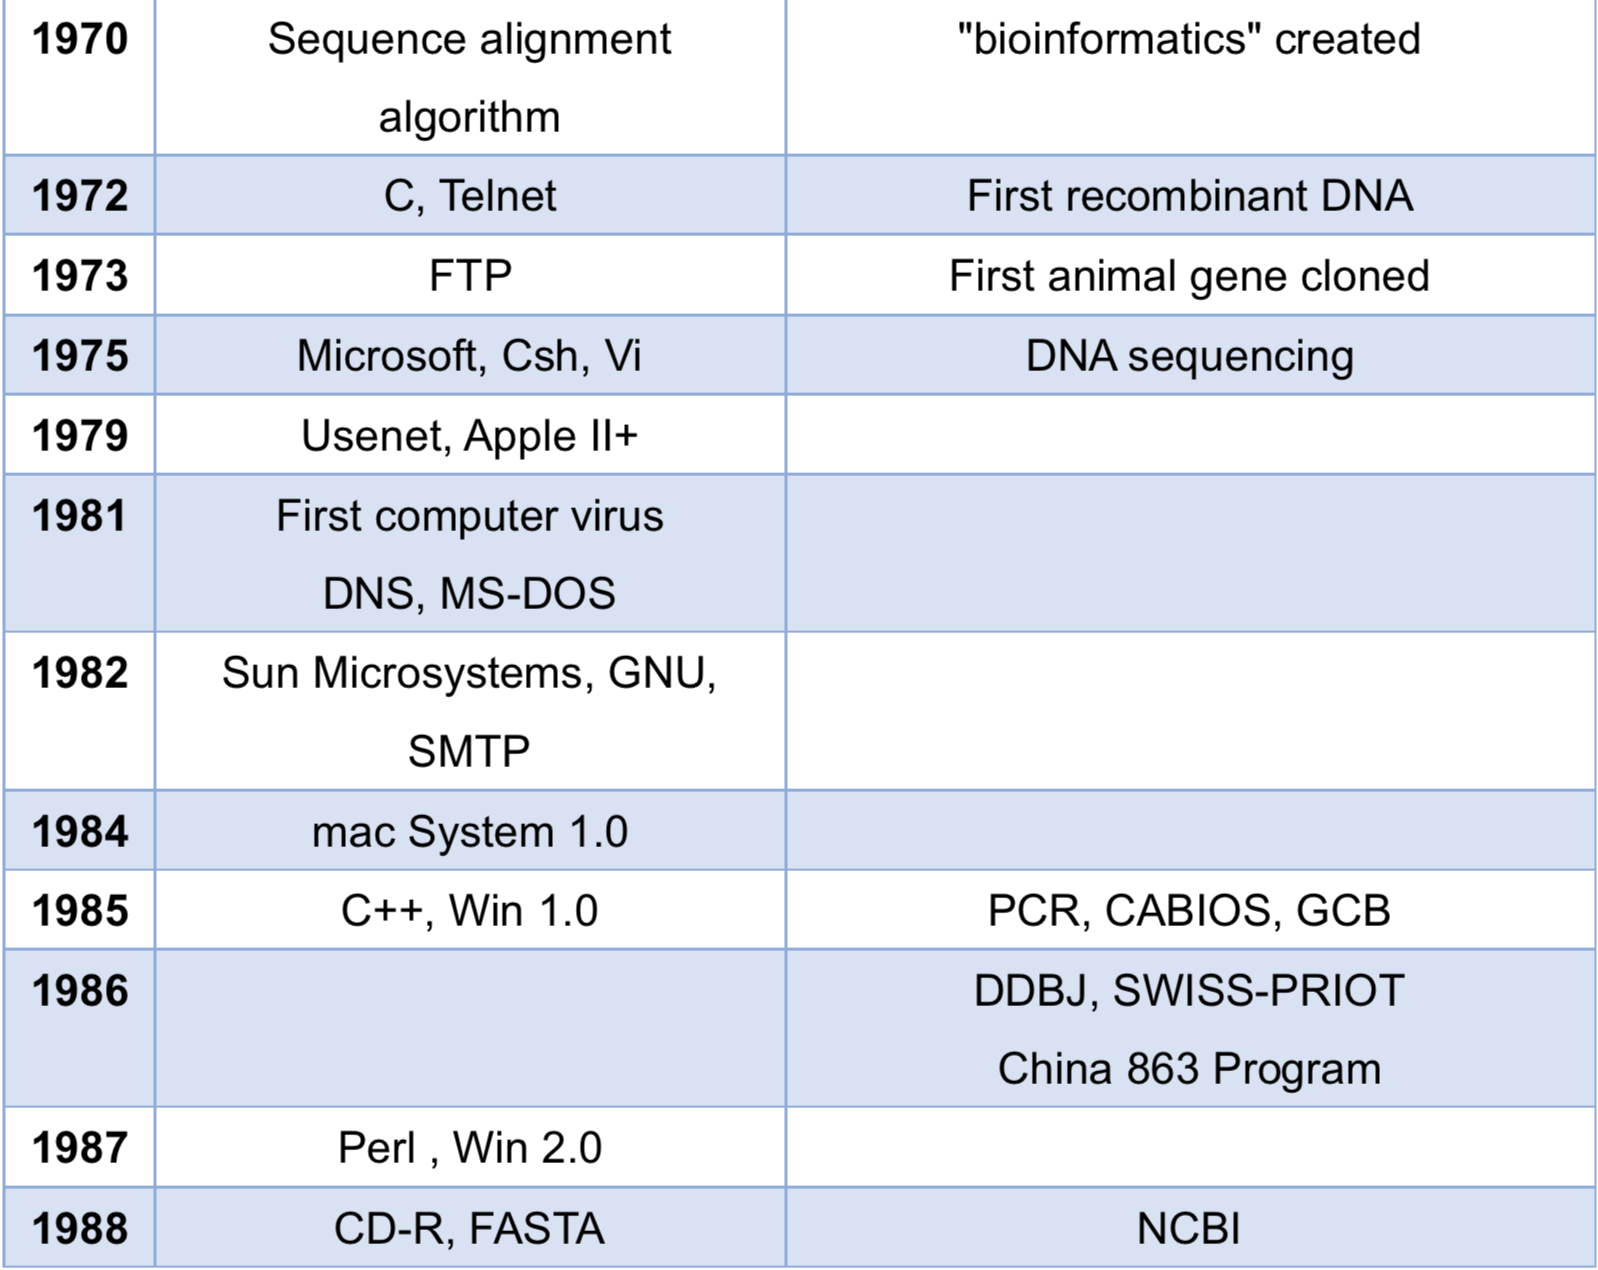 1970 Sequence alignment "bioinformatics" created
algorithm
1972 C, Telnet First recombinant DNA
1973 FTP First animal gene cloned
1975 Microsoft, Csh, Vi DNA sequencing
1979 Usenet, Apple II+
1981 First computer virus
DNS, MS-DOS
1982 Sun Microsystems, GNU,
SMTP
1984 mac System 1.0
1985 C++, Win 1.0 PCR, CABIOS, GCB
1986 DDBJ, SWISS-PRIOT
China 863 Program
1987 Perl , Win 2.0
1988 CD-R, FASTA NCBI